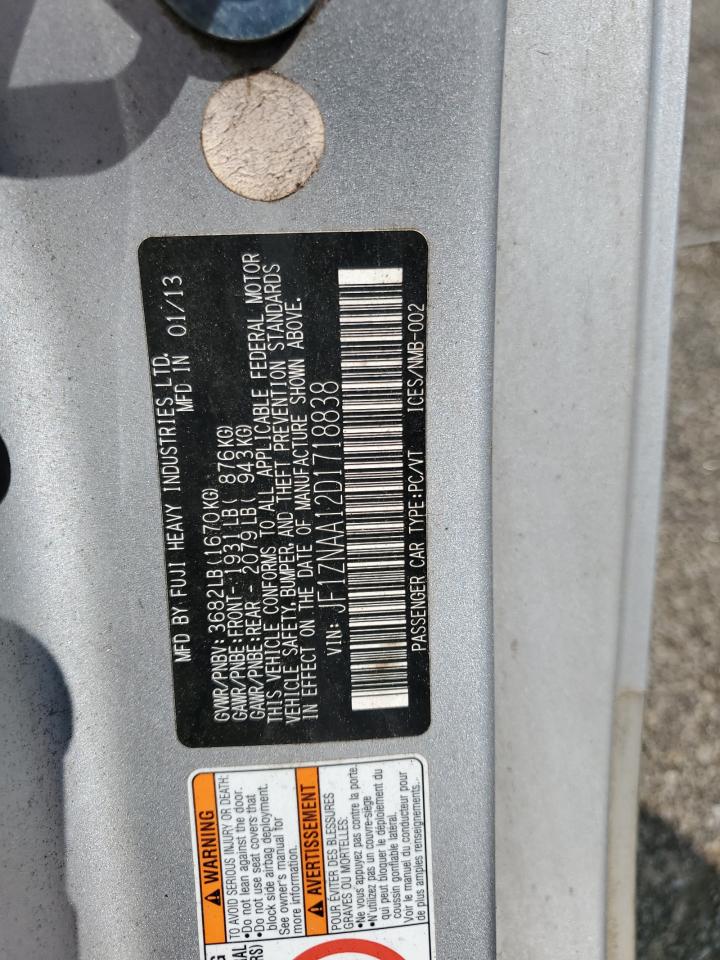 MFD BY FUJI HEAVY INDUSTRIES LTD.
MFD IN 01/13
GVWR/PNBV: 3682LB (1670KG)
GAWR/PNBE:FRONT- 1931LB ( 876KG)
GAWR/PNBE:REAR - 2079LB ( 943KG)
THIS VEHICLE CONFORMS TO ALL APPLICABLE FEDERAL MOTOR
VEHICLE SAFETY, BUMPER, AND THEFT PREVENTION STANDARDS
IN EFFECT ON THE DATE OF MANUFACTURE SHOWN ABOVE.
VIN: JF1ZNAA12D1718838
PASSENGER CAR TYPE:PC/VT ICES/NMB-002
WARNING
TO AVOID SERIOUS INJURY OR DEATH:
•Do not lean against the door.
•Do not use seat covers that
block side airbag deployment.
See owner's manual for
more information.
AVERTISSEMENT
POUR ÉVITER DES BLESSURES
GRAVES OU MORTELLES:
•Ne vous appuyez pas contre la porte.
•N'utilisez pas un couvre-siège
qui peut bloquer le déploiement du
coussin gonflable latéral.
Voir le manuel du conducteur pour
de plus amples renseignements.